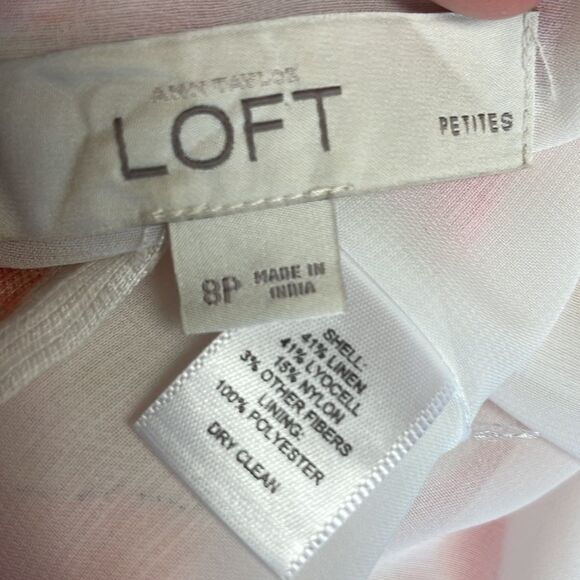 ANN TAYLOR
LOFT
PETITES
8P
MADE IN
INDIA
SHELL:
41% LINEN
41% LYOCELL
15% NYLON
3% OTHER FIBERS
LINING:
100% POLYESTER
DRY CLEAN